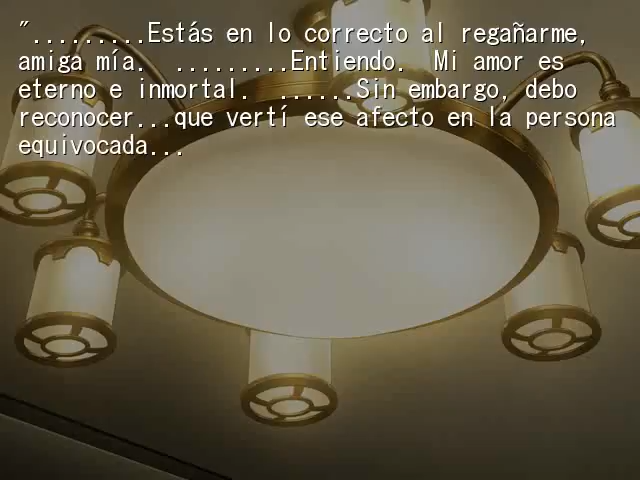 ".........Estás en lo correcto al regañarme,
amiga mía.  .........Entiendo.  Mi amor es
eterno e inmortal.  ......Sin embargo, debo
reconocer...que vertí ese afecto en la persona
equivocada...